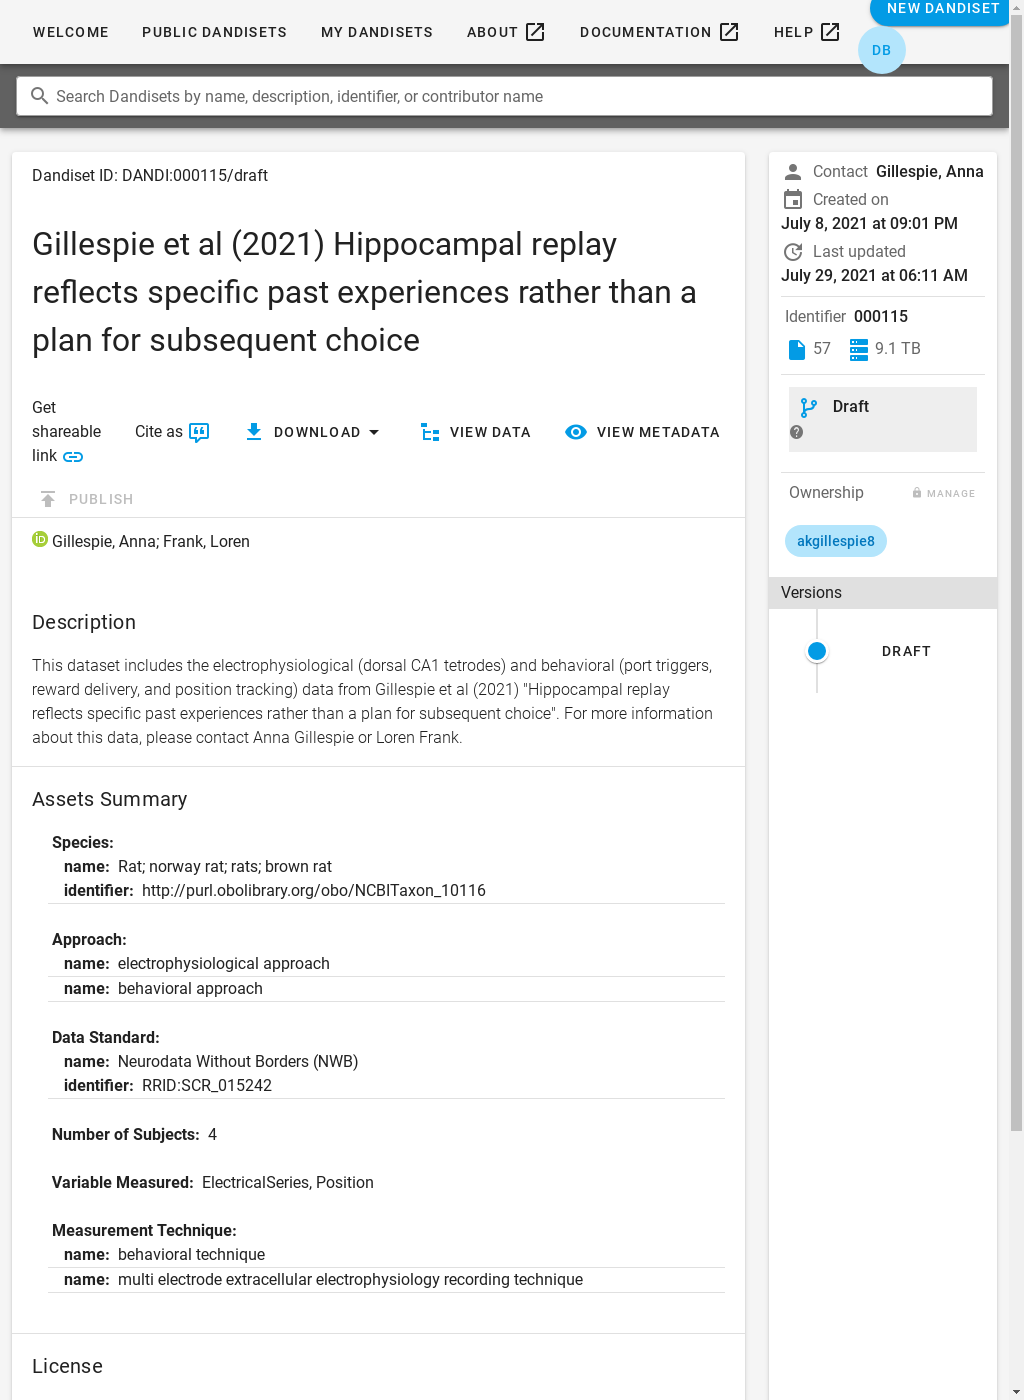 WELCOME PUBLIC DANDISETS MY DANDISETS ABOUT DOCUMENTATION HELP NEW DANDISET
DB
Search Dandisets by name, description, identifier, or contributor name
Dandiset ID: DANDI:000115/draft
Gillespie et al (2021) Hippocampal replay
reflects specific past experiences rather than a
plan for subsequent choice
Get
shareable
link
Cite as
DOWNLOAD
VIEW DATA
VIEW METADATA
PUBLISH
iD Gillespie, Anna; Frank, Loren
Description
This dataset includes the electrophysiological (dorsal CA1 tetrodes) and behavioral (port triggers,
reward delivery, and position tracking) data from Gillespie et al (2021) "Hippocampal replay
reflects specific past experiences rather than a plan for subsequent choice". For more information
about this data, please contact Anna Gillespie or Loren Frank.
Assets Summary
Species:
name: Rat; norway rat; rats; brown rat
identifier: http://purl.obolibrary.org/obo/NCBITaxon_10116
Approach:
name: electrophysiological approach
name: behavioral approach
Data Standard:
name: Neurodata Without Borders (NWB)
identifier: RRID:SCR_015242
Number of Subjects: 4
Variable Measured: ElectricalSeries, Position
Measurement Technique:
name: behavioral technique
name: multi electrode extracellular electrophysiology recording technique
License
Contact Gillespie, Anna
Created on
July 8, 2021 at 09:01 PM
Last updated
July 29, 2021 at 06:11 AM
Identifier 000115
57 9.1 TB
Draft
?
Ownership MANAGE
akgillespie8
Versions
DRAFT